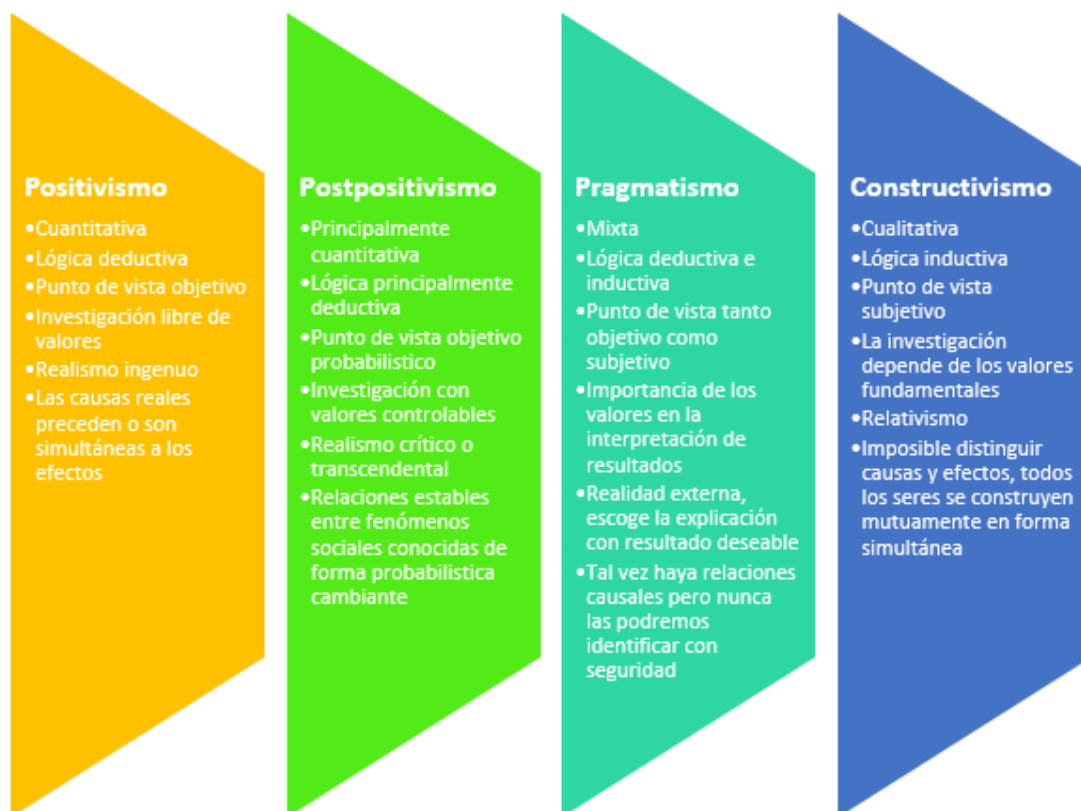 Positivismo
•Cuantitativa
•Lógica deductiva
•Punto de vista objetivo
•Investigación libre de
valores
•Realismo ingenuo
•Las causas reales
preceden o son
simultáneas a los
efectos
Postpositivismo
•Principalmente
cuantitativa
•Lógica principalmente
deductiva
•Punto de vista objetivo
probabilistico
•Investigación con
valores controlables
•Realismo crítico o
transcendental
•Relaciones estables
entre fenómenos
sociales conocidas de
forma probabilistica
cambiante
Pragmatismo
•Mixta
•Lógica deductiva e
inductiva
•Punto de vista tanto
objetivo como
subjetivo
•Importancia de los
valores en la
interpretación de
resultados
•Realidad externa,
escoge la explicación
con resultado deseable
•Tal vez haya relaciones
causales pero nunca
las podremos
identificar con
seguridad
Constructivismo
•Cualitativa
•Lógica inductiva
•Punto de vista
subjetivo
•La investigación
depende de los valores
fundamentales
•Relativismo
•Imposible distinguir
causas y efectos, todos
los seres se construyen
mutuamente en forma
simultánea